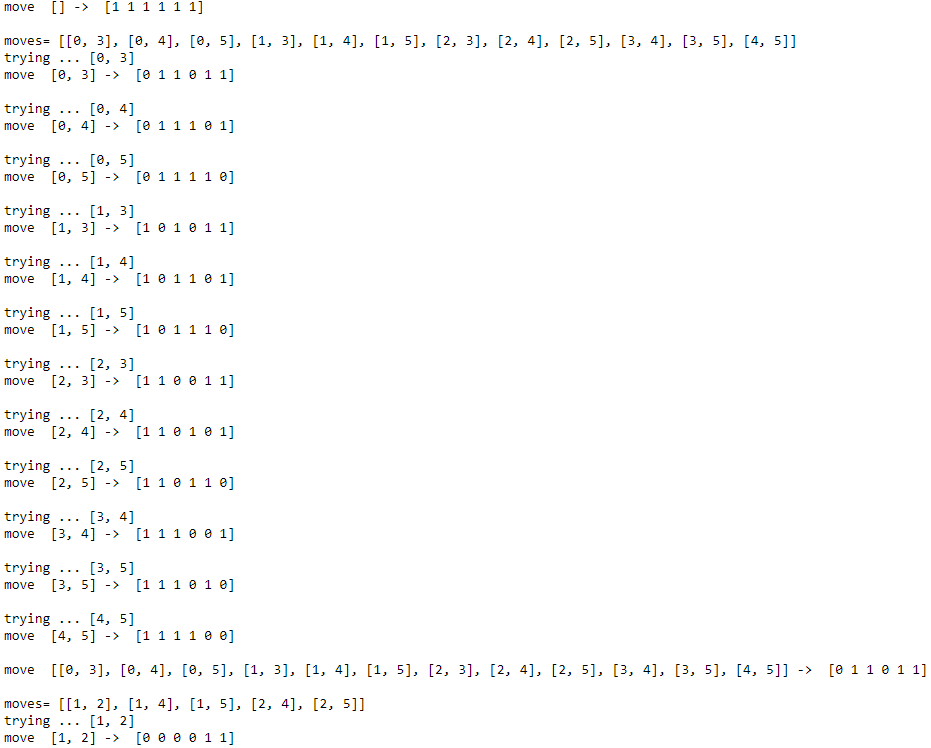 move  [] ->  [1 1 1 1 1 1]
moves= [[0, 3], [0, 4], [0, 5], [1, 3], [1, 4], [1, 5], [2, 3], [2, 4], [2, 5], [3, 4], [3, 5], [4, 5]]
trying ... [0, 3]
move  [0, 3] ->  [0 1 1 0 1 1]
trying ... [0, 4]
move  [0, 4] ->  [0 1 1 1 0 1]
trying ... [0, 5]
move  [0, 5] ->  [0 1 1 1 1 0]
trying ... [1, 3]
move  [1, 3] ->  [1 0 1 0 1 1]
trying ... [1, 4]
move  [1, 4] ->  [1 0 1 1 0 1]
trying ... [1, 5]
move  [1, 5] ->  [1 0 1 1 1 0]
trying ... [2, 3]
move  [2, 3] ->  [1 1 0 0 1 1]
trying ... [2, 4]
move  [2, 4] ->  [1 1 0 1 0 1]
trying ... [2, 5]
move  [2, 5] ->  [1 1 0 1 1 0]
trying ... [3, 4]
move  [3, 4] ->  [1 1 1 0 0 1]
trying ... [3, 5]
move  [3, 5] ->  [1 1 1 0 1 0]
trying ... [4, 5]
move  [4, 5] ->  [1 1 1 1 0 0]
move  [[0, 3], [0, 4], [0, 5], [1, 3], [1, 4], [1, 5], [2, 3], [2, 4], [2, 5], [3, 4], [3, 5], [4, 5]] ->  [0 1 1 0 1 1]
moves= [[1, 2], [1, 4], [1, 5], [2, 4], [2, 5]]
trying ... [1, 2]
move  [1, 2] ->  [0 0 0 0 1 1]